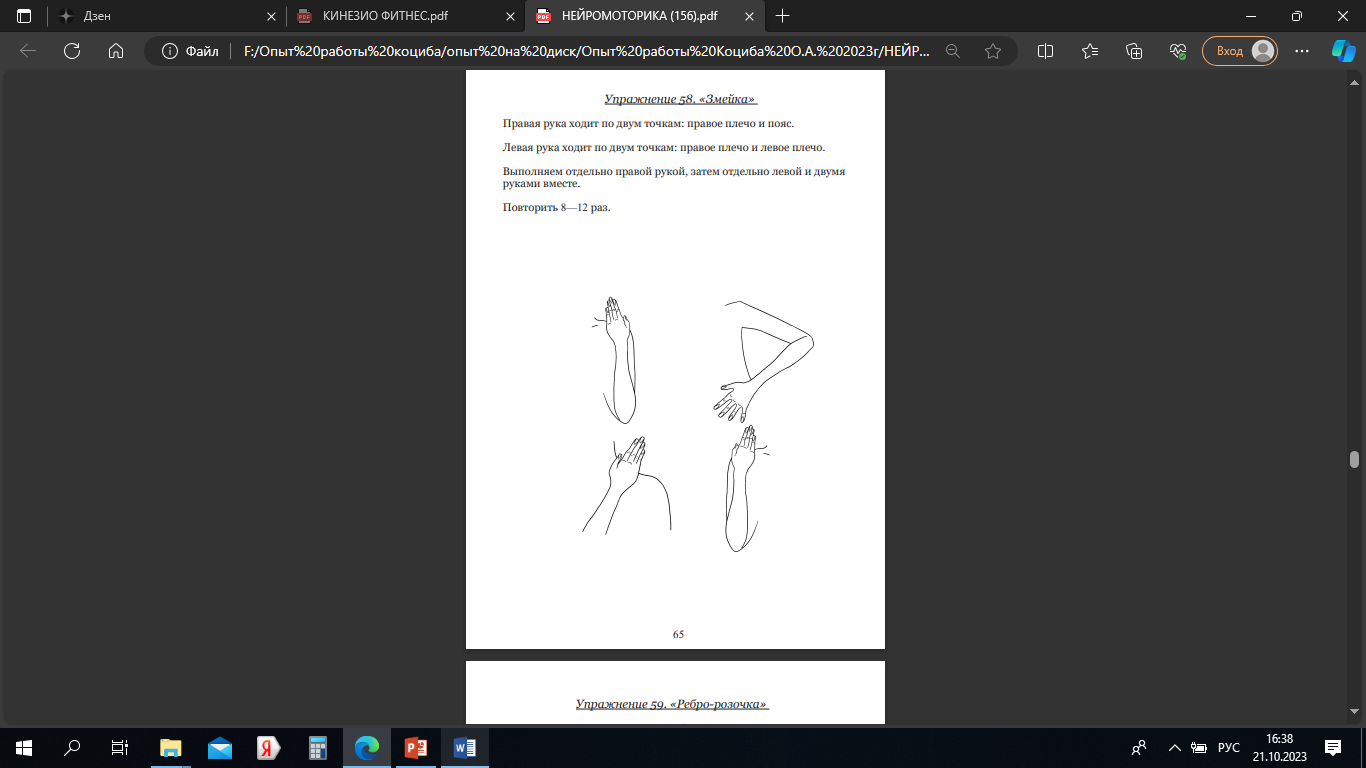 Дзен
КИНЕЗИО ФИТНЕС.pdf
НЕЙРОМОТОРИКА (156).pdf
Файл
F:/Опыт%20работы%20коциба/опыт%20на%20диск/Опыт%20работы%20Коциба%20О.А.%202023г/НЕЙР...
Вход
Упражнение 58. «Змейка»
Правая рука ходит по двум точкам: правое плечо и пояс.
Левая рука ходит по двум точкам: правое плечо и левое плечо.
Выполняем отдельно правой рукой, затем отдельно левой и двумя
руками вместе.
Повторить 8—12 раз.
65
Упражнение 59. «Ребро-розочка»
РУС
16:38
21.10.2023